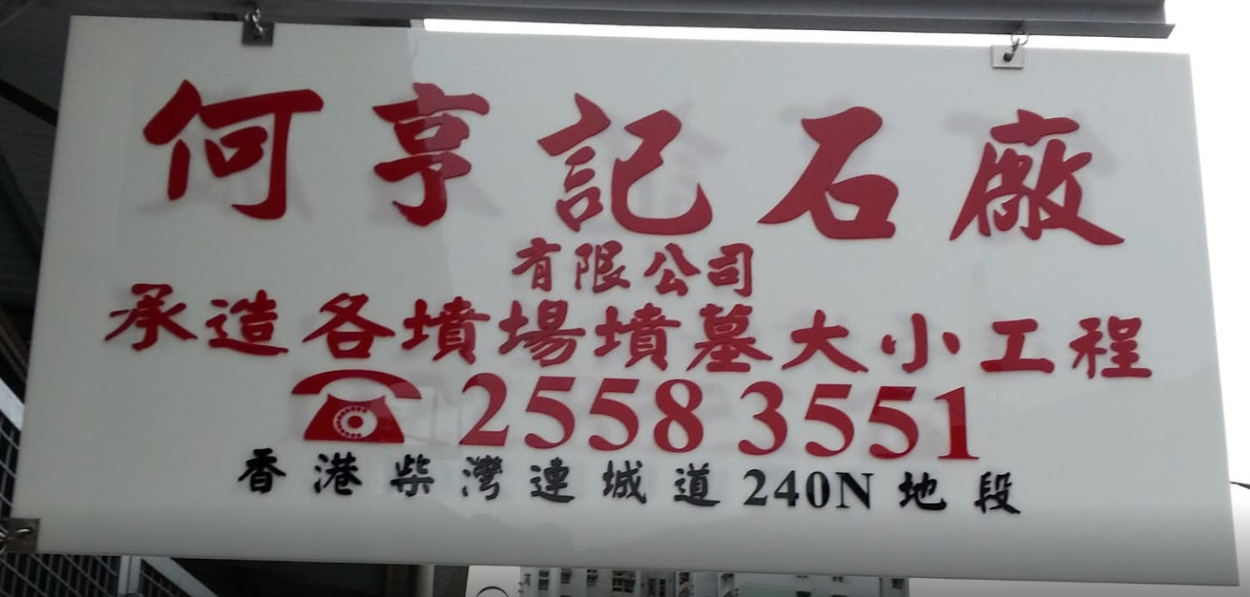 何亨記石廠
有限公司
承造各墳場墳墓大小工程
☎ 2558 3551
香港柴灣連城道240N地段